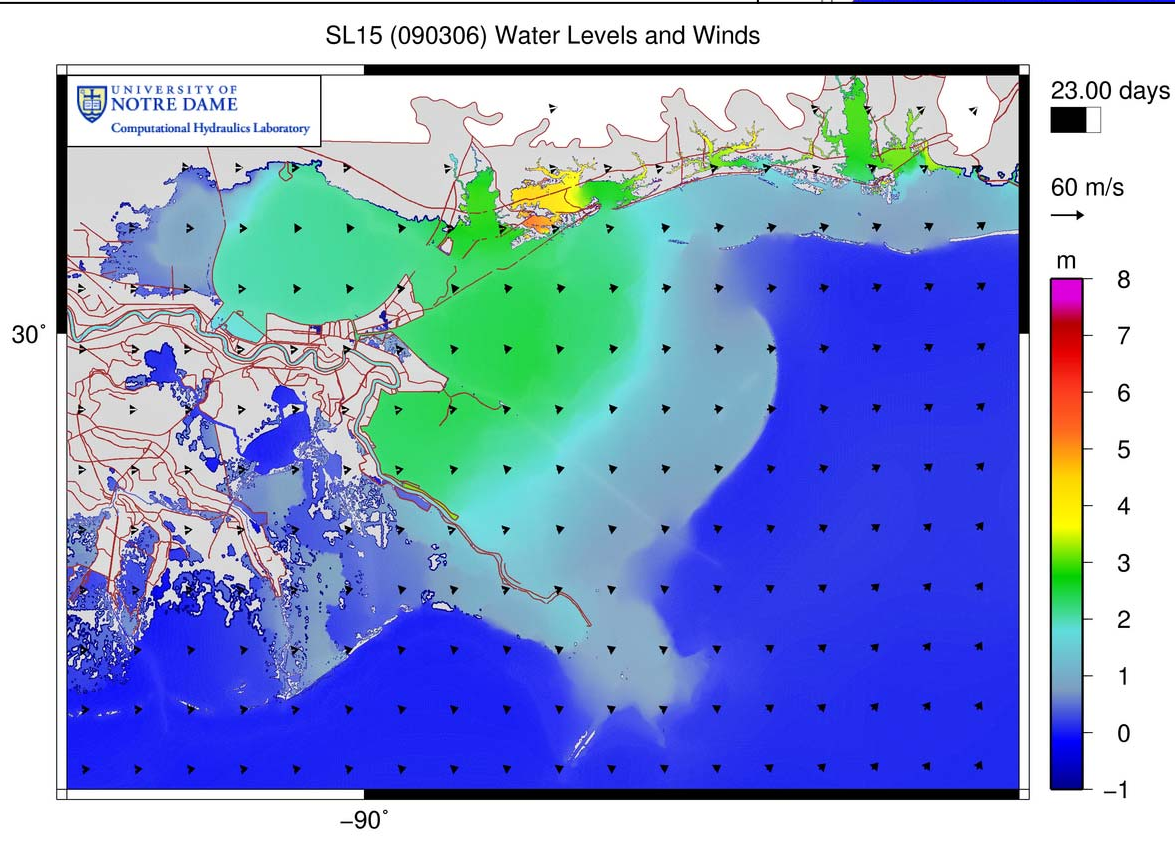 SL15 (090306) Water Levels and Winds
UNIVERSITY OF
NOTRE DAME
Computational Hydraulics Laboratory
23.00 days
60 m/s
m
8
7
6
5
4
3
2
1
0
−1
30°
−90°